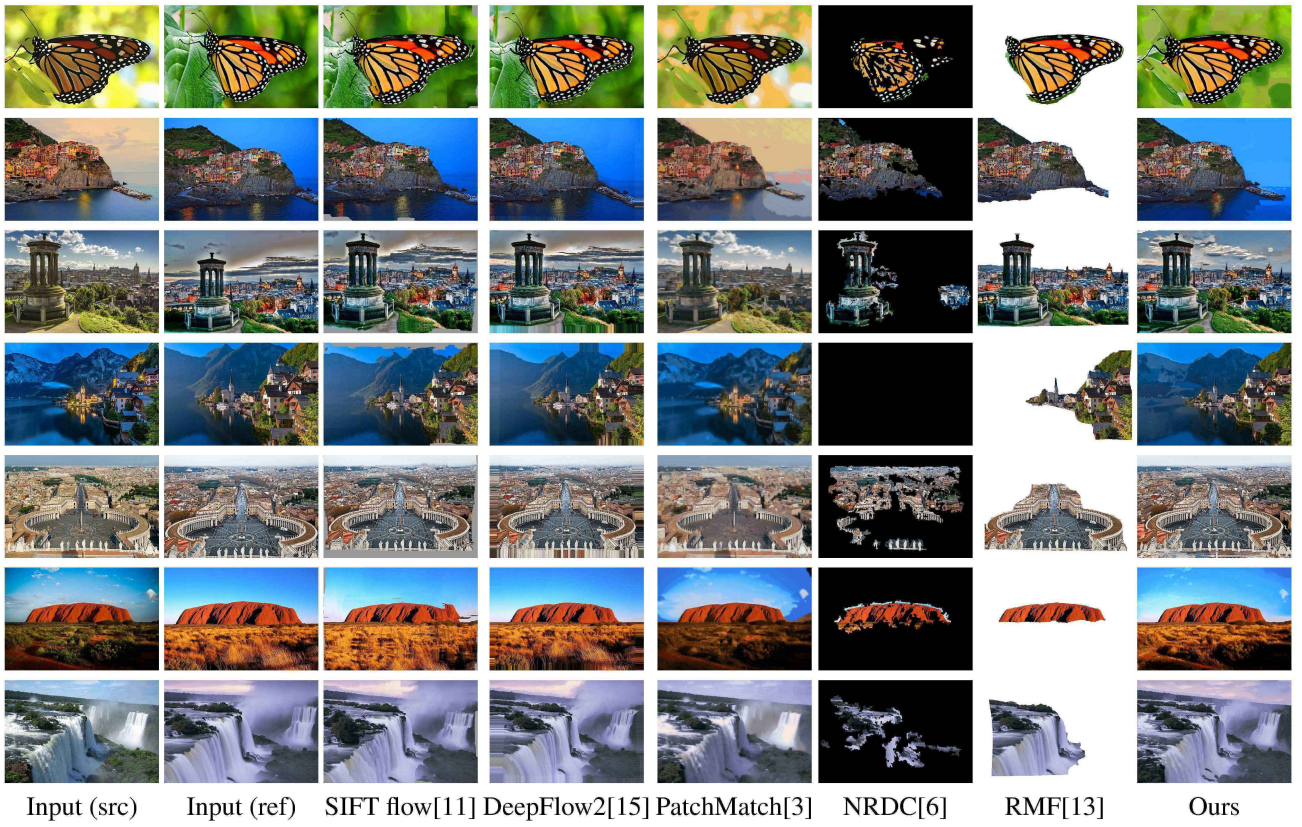 Input (src) Input (ref) SIFT flow[11] DeepFlow2[15] PatchMatch[3] NRDC[6] RMF[13] Ours